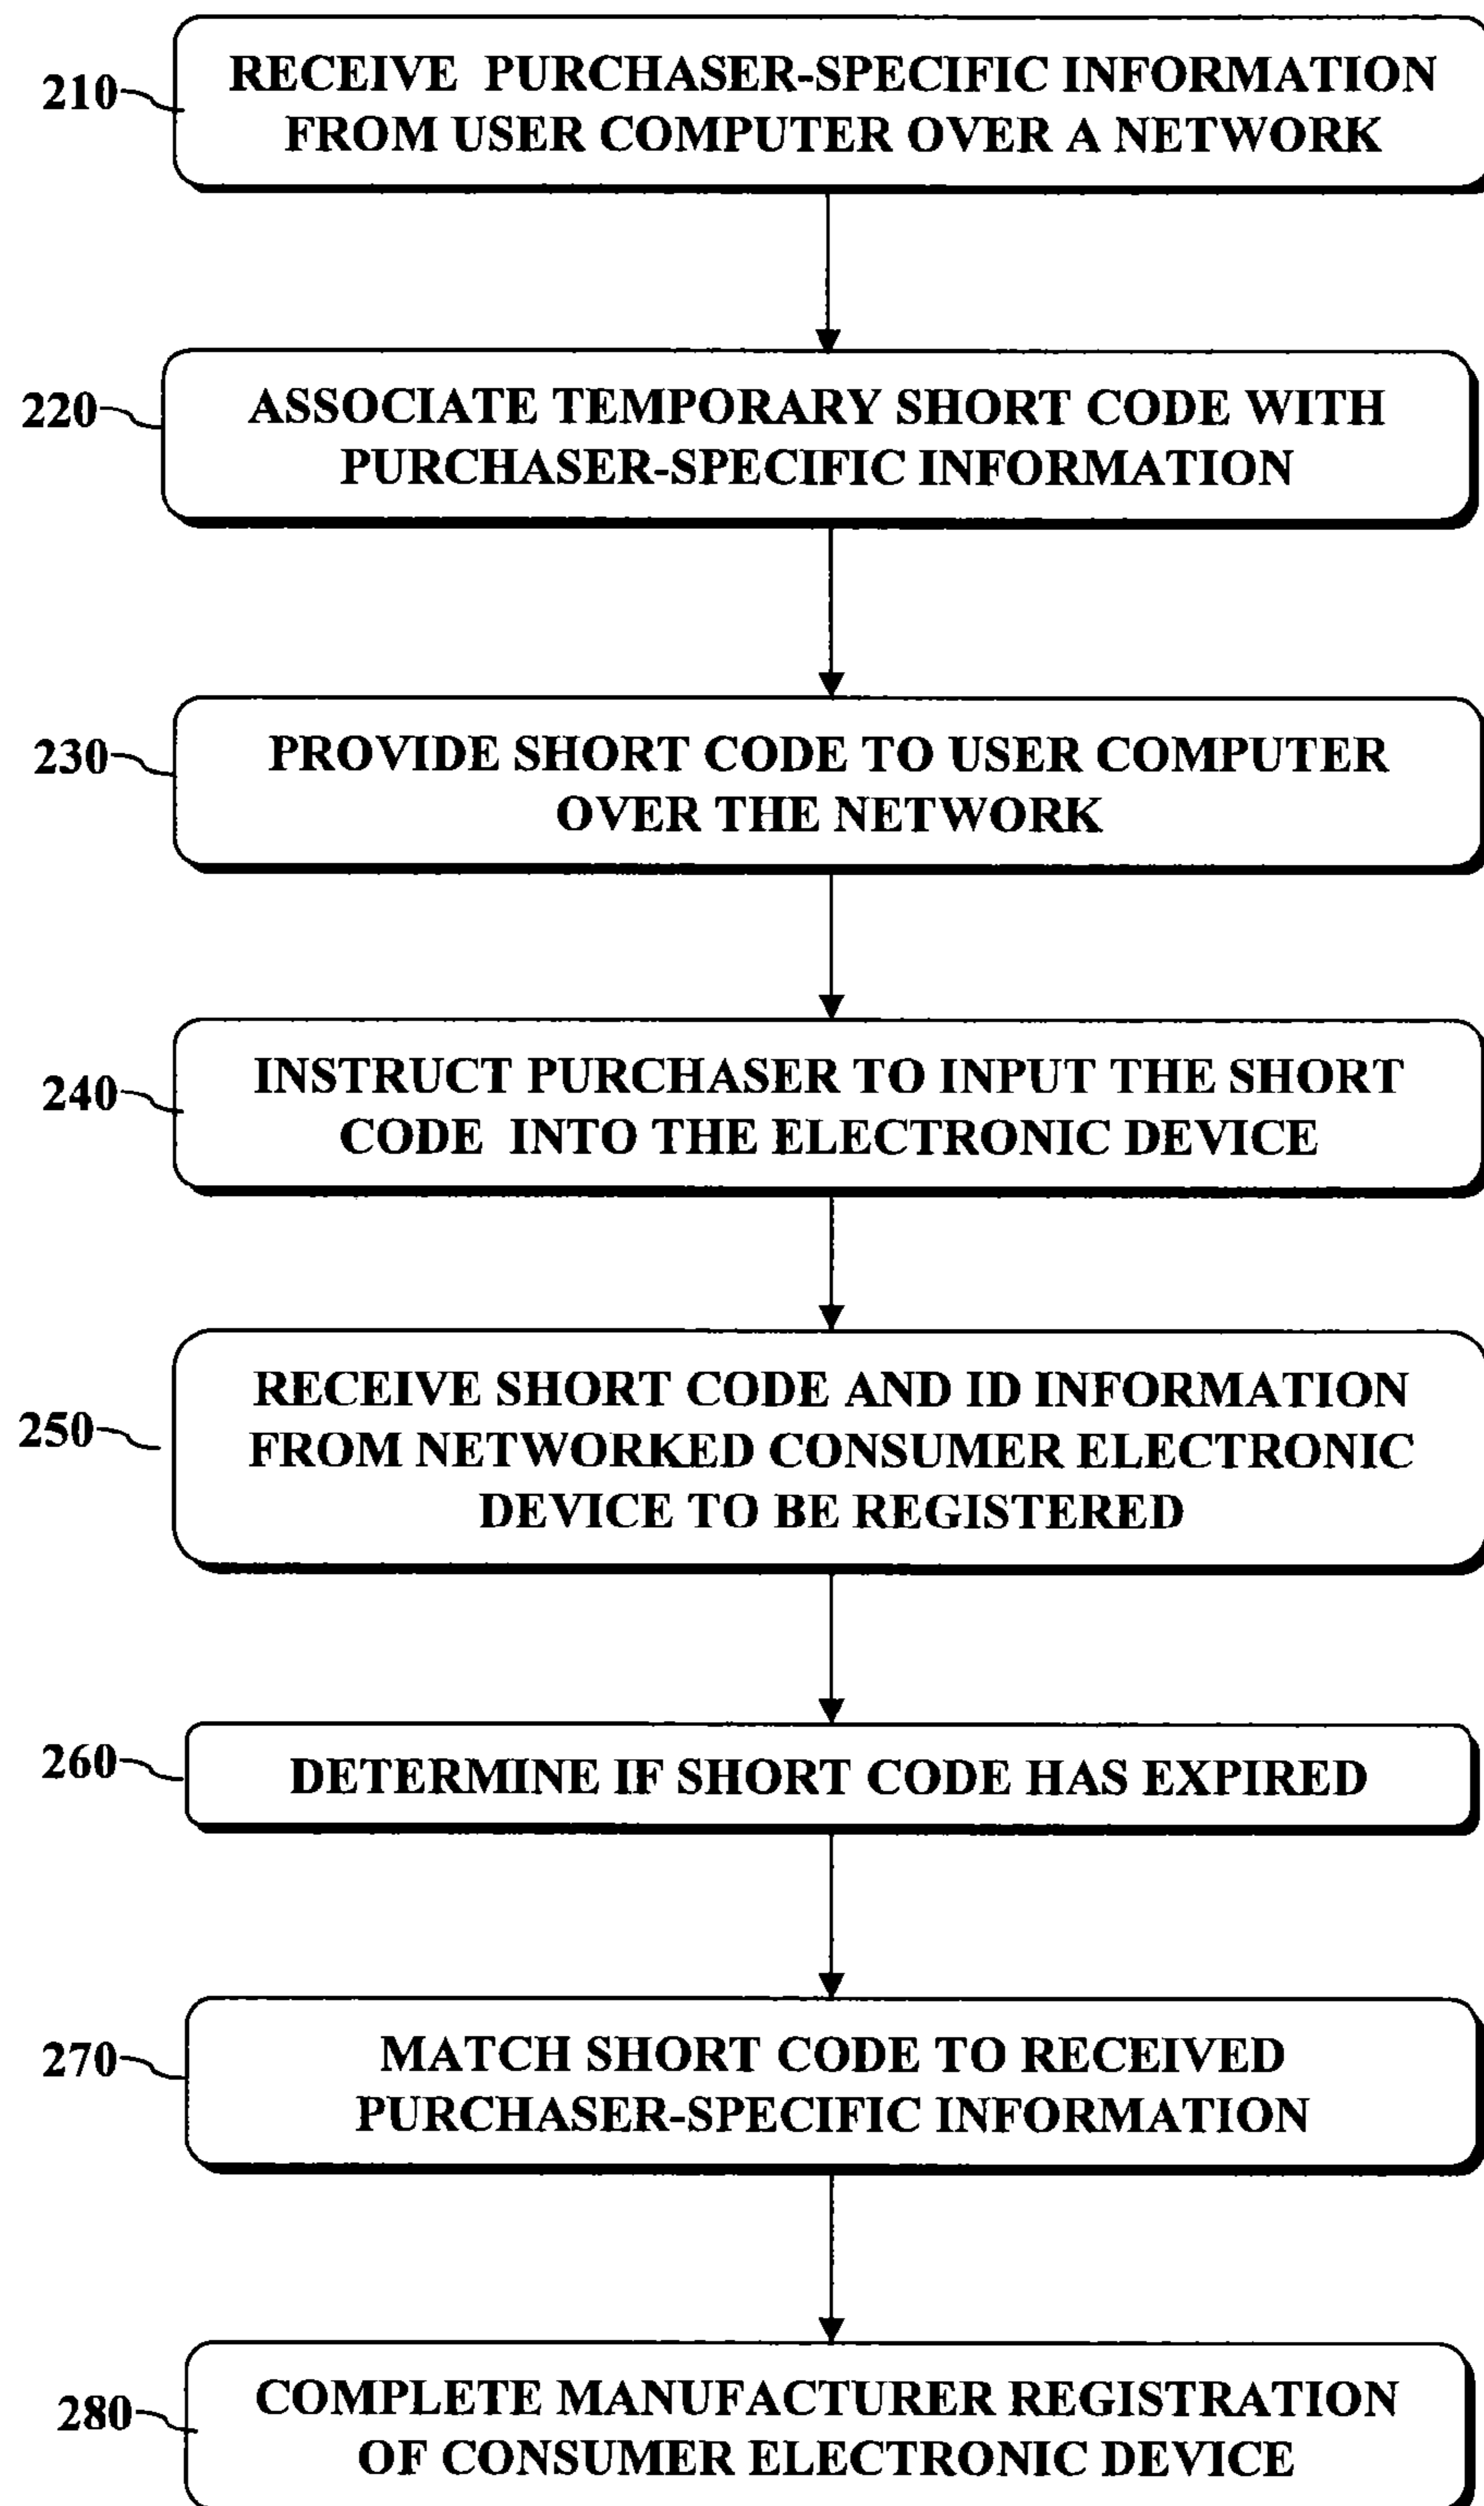 210
RECEIVE PURCHASER-SPECIFIC INFORMATION
FROM USER COMPUTER OVER A NETWORK
220
ASSOCIATE TEMPORARY SHORT CODE WITH
PURCHASER-SPECIFIC INFORMATION
230
PROVIDE SHORT CODE TO USER COMPUTER
OVER THE NETWORK
240
INSTRUCT PURCHASER TO INPUT THE SHORT
CODE INTO THE ELECTRONIC DEVICE
250
RECEIVE SHORT CODE AND ID INFORMATION
FROM NETWORKED CONSUMER ELECTRONIC
DEVICE TO BE REGISTERED
260
DETERMINE IF SHORT CODE HAS EXPIRED
270
MATCH SHORT CODE TO RECEIVED
PURCHASER-SPECIFIC INFORMATION
280
COMPLETE MANUFACTURER REGISTRATION
OF CONSUMER ELECTRONIC DEVICE